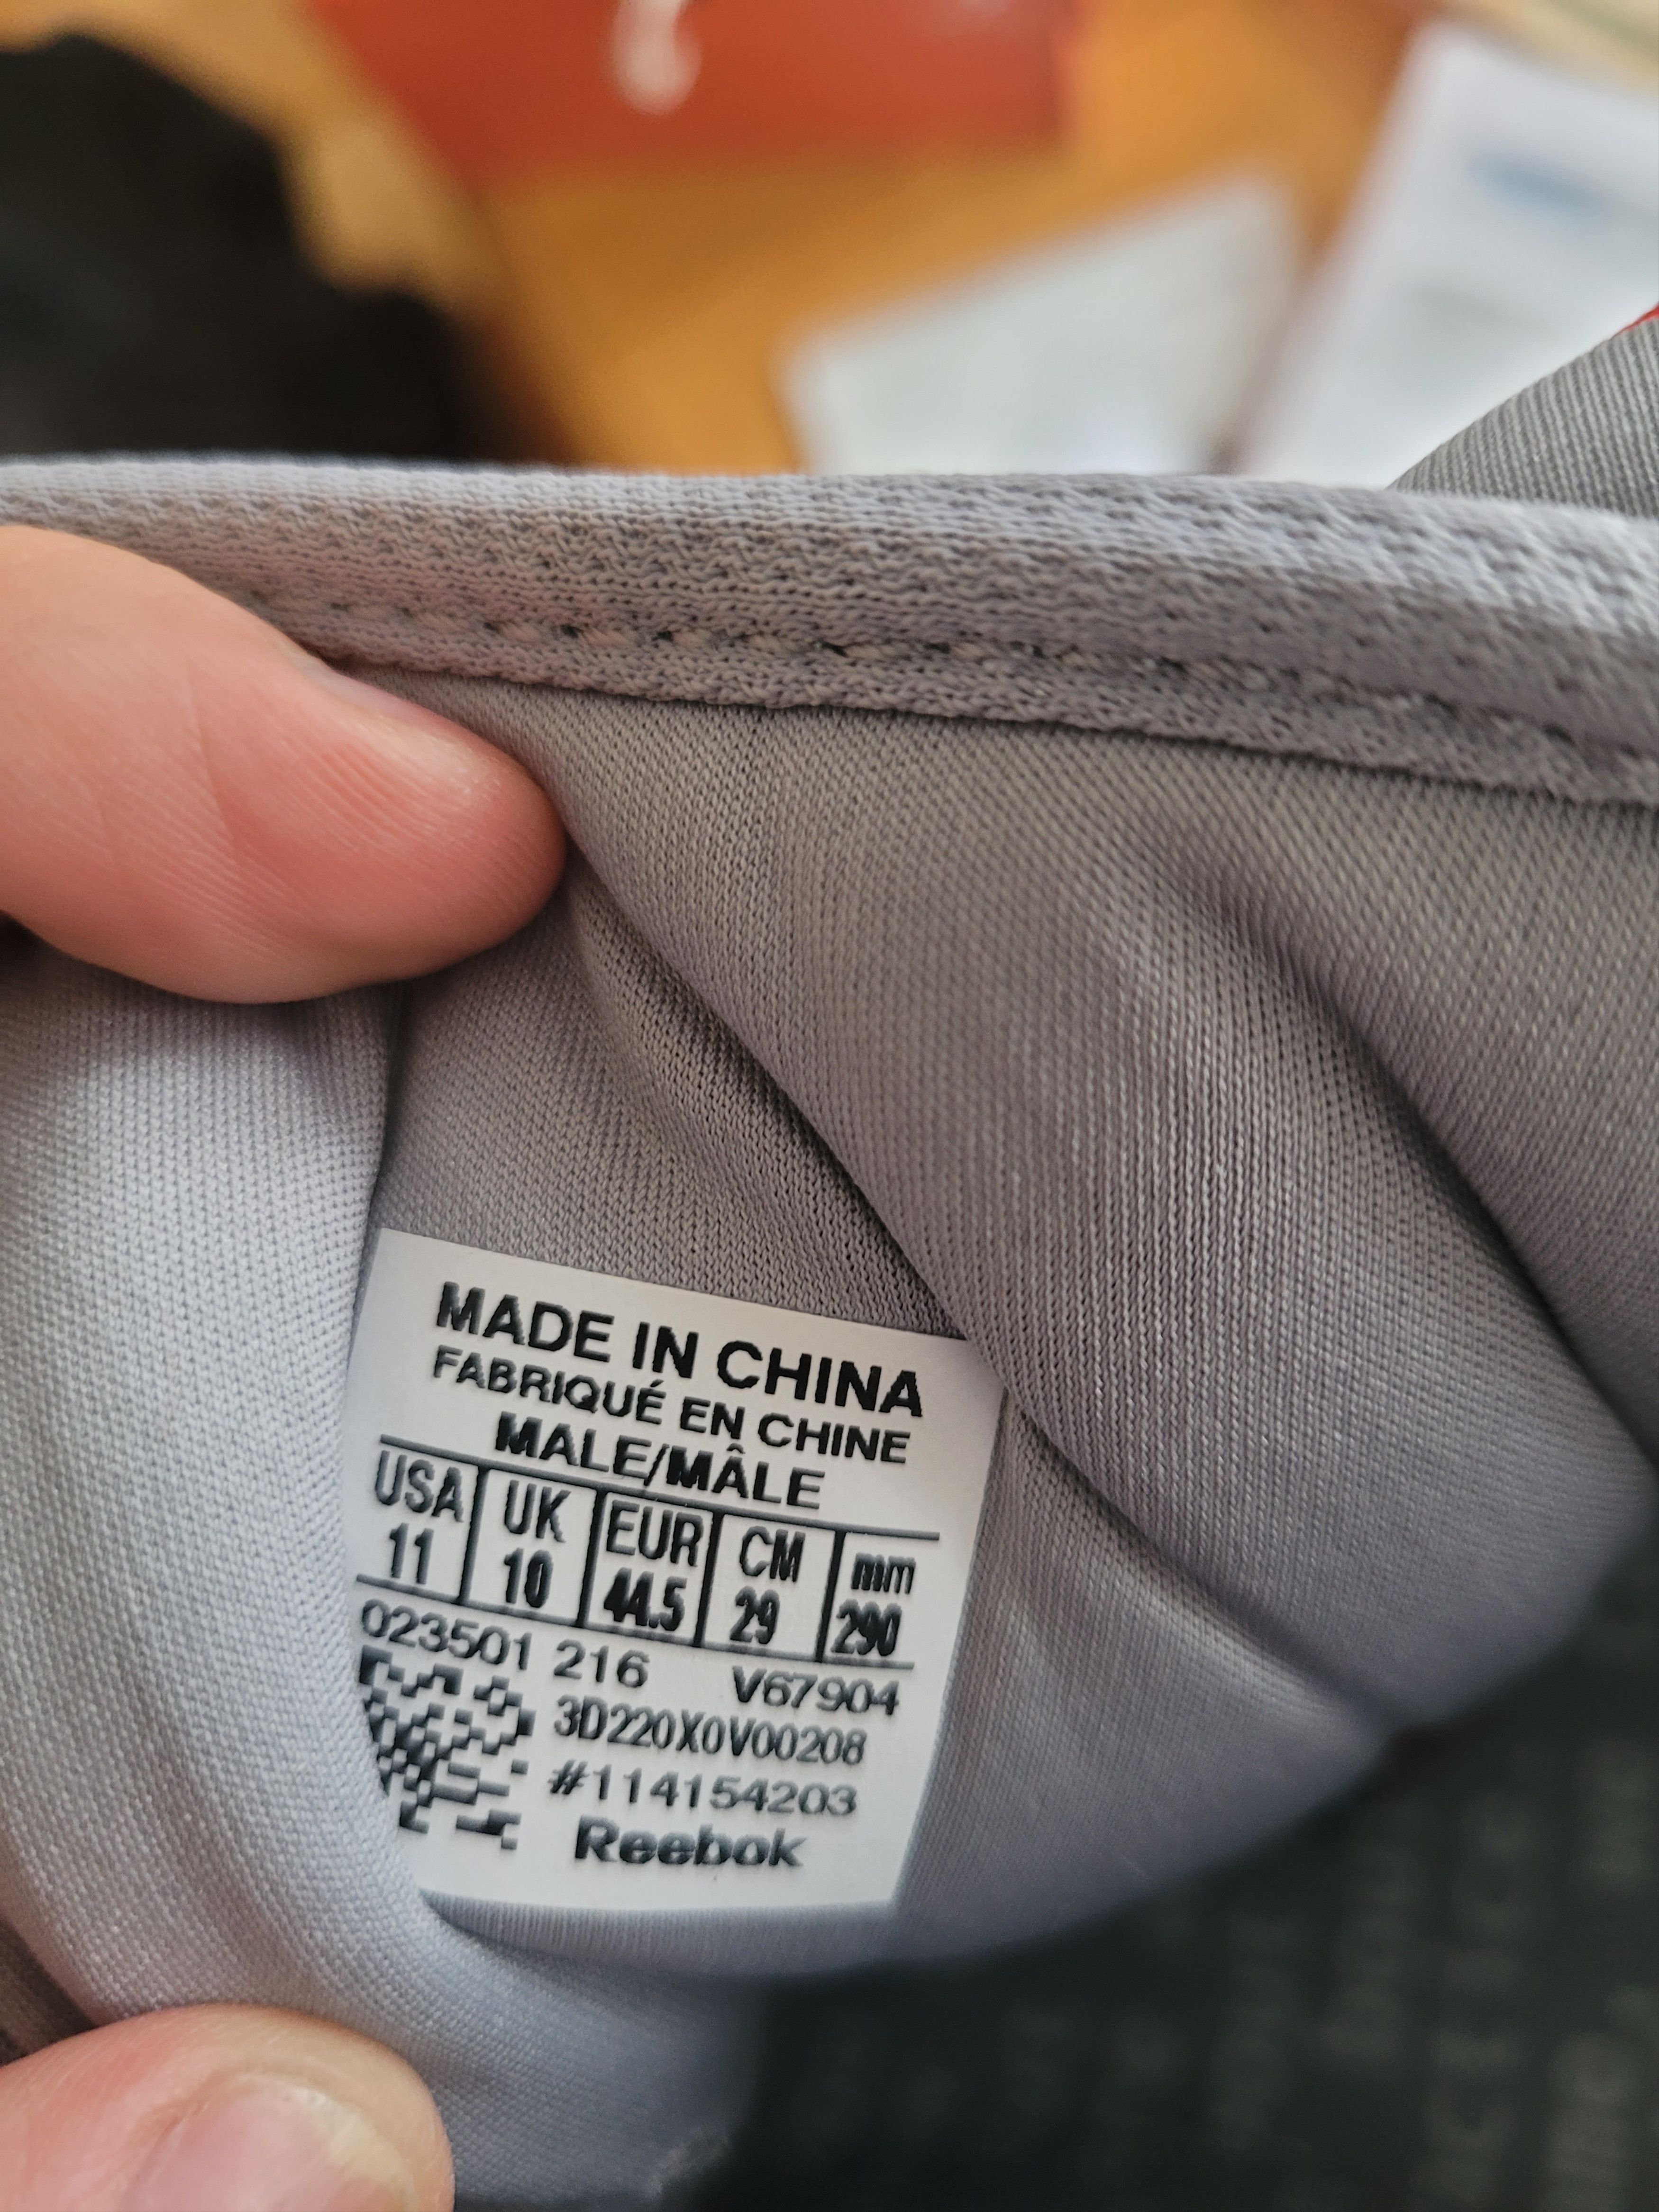 MADE IN CHINA
FABRIQUÉ EN CHINE
MALE/MÂLE
USA UK EUR CM mm
11 10 44.5 29 290
023501 216 V67904
3D220X0V00208
#114154203
Reebok